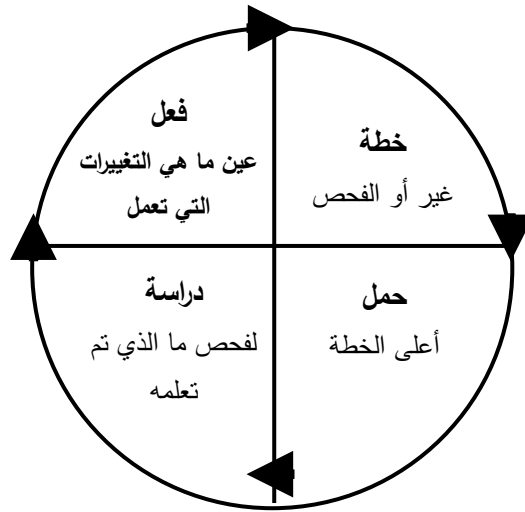 خطة
غير أو الفحص
حمل
أعلى الخطة
دراسة
لفحص ما الذي تم
تعلمه
فعل
عين ما هي التغييرات
التي تعمل